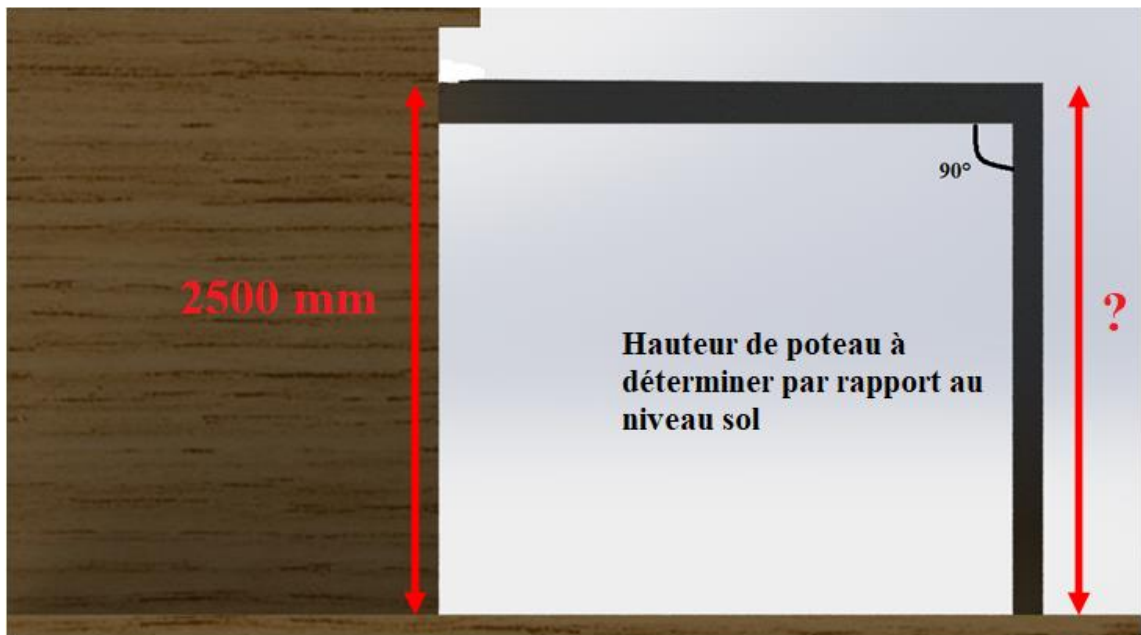 90°
2500 mm
?
Hauteur de poteau à
déterminer par rapport au
niveau sol